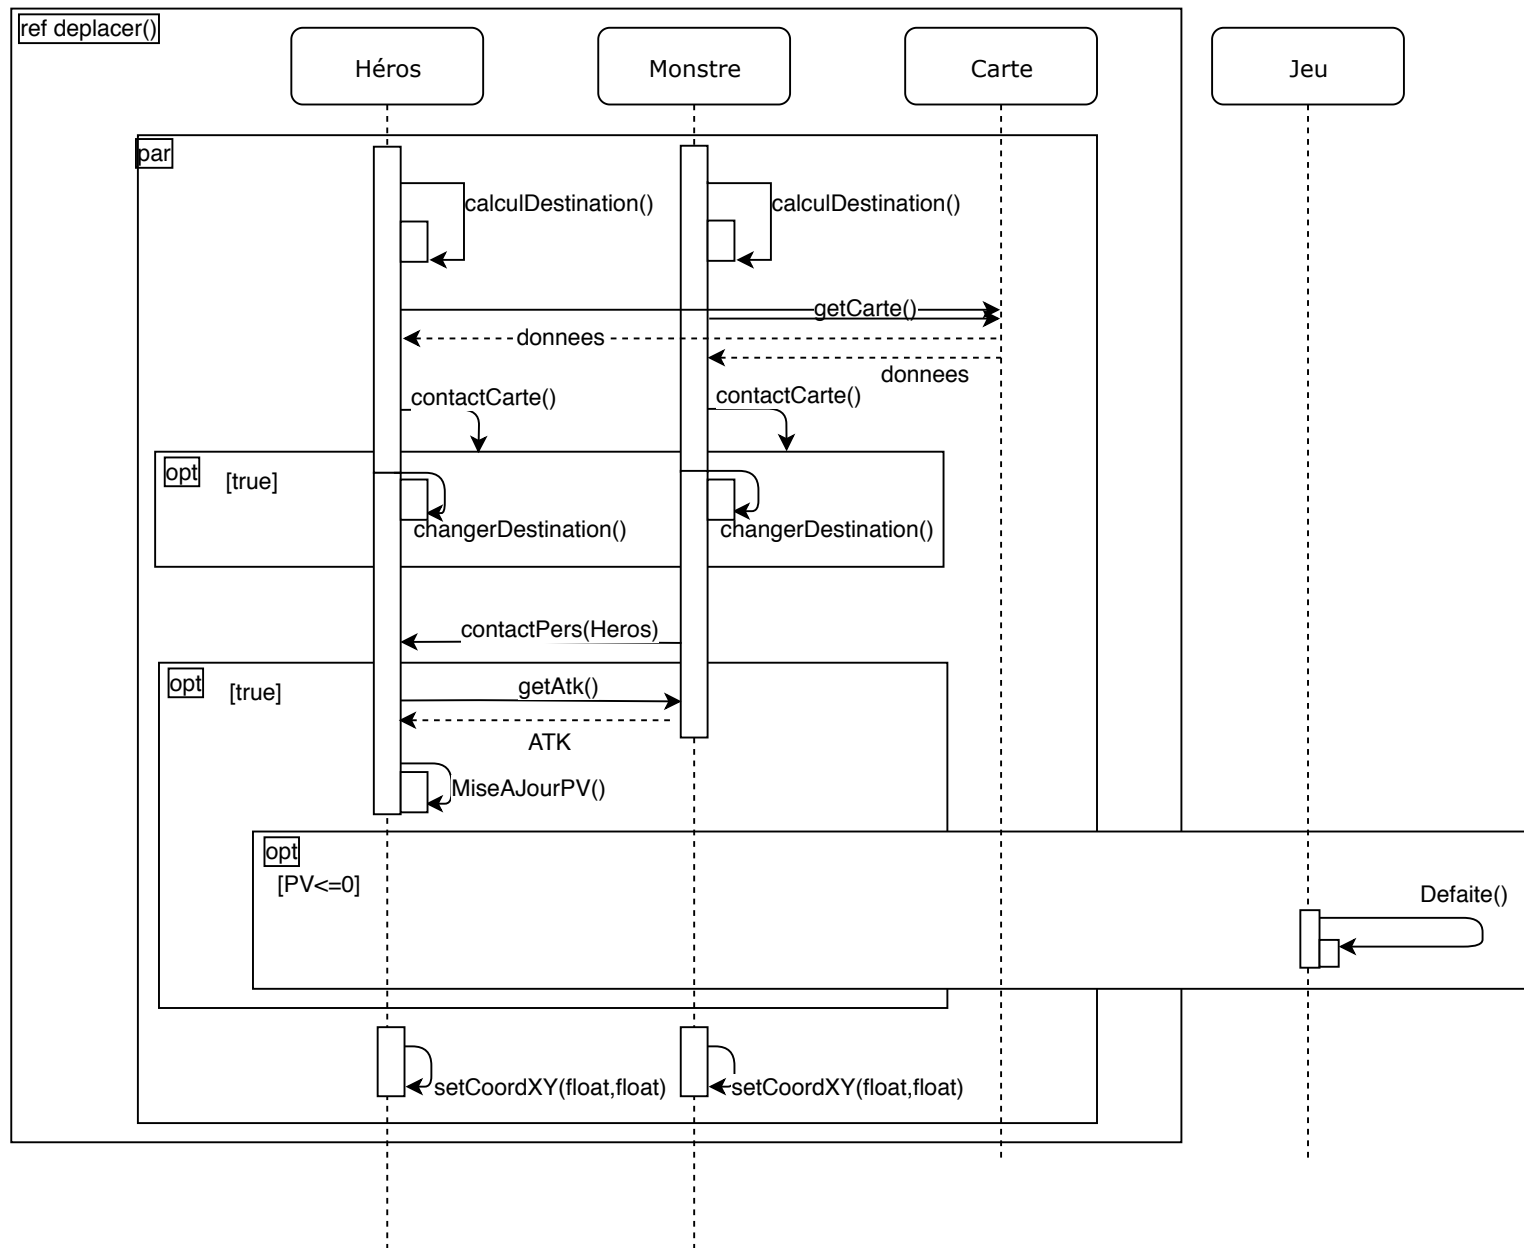 ref deplacer()
Héros
Monstre
Carte
Jeu
par
calculDestination()
calculDestination()
getCarte()
donnees
donnees
contactCarte()
contactCarte()
opt
[true]
changerDestination()
changerDestination()
contactPers(Heros)
opt
[true]
getAtk()
ATK
MiseAJourPV()
opt
[PV<=0]
Defaite()
setCoordXY(float,float)
setCoordXY(float,float)